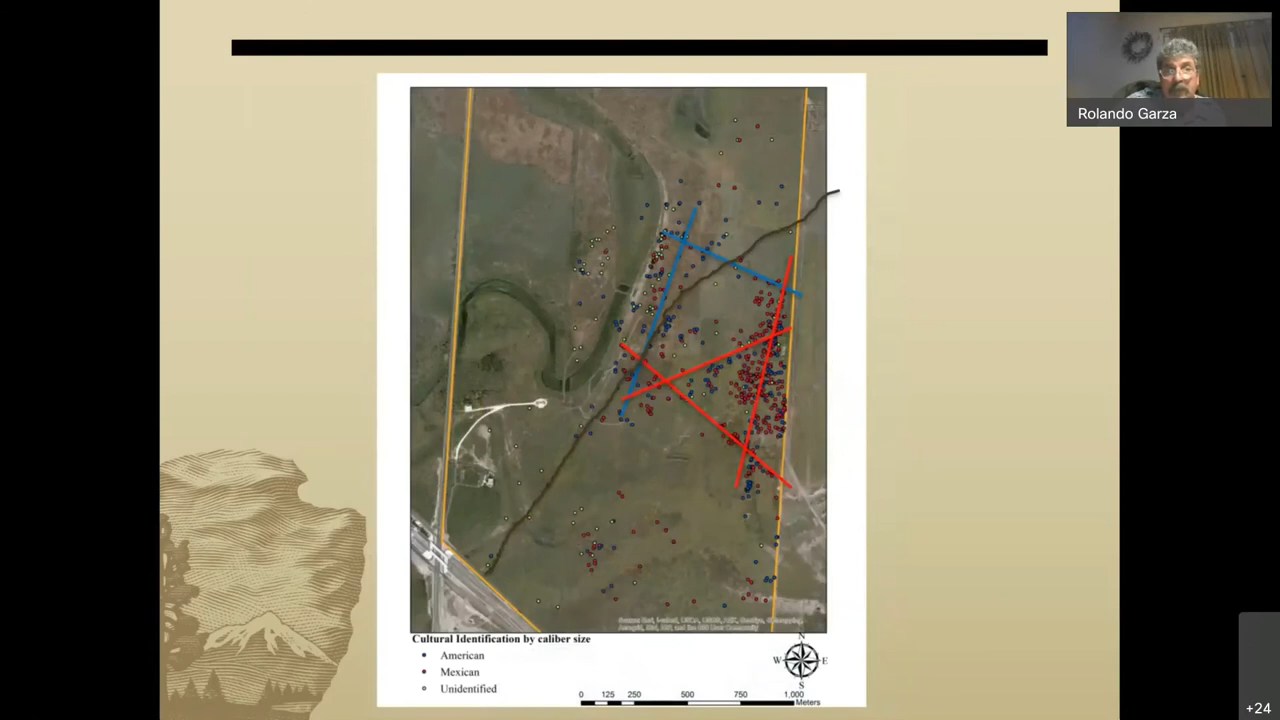 Rolando Garza
Cultural Identification by caliber size
American
Mexican
Unidentified
N
W E
S
0 125 250 500 750 1,000
Meters
+24